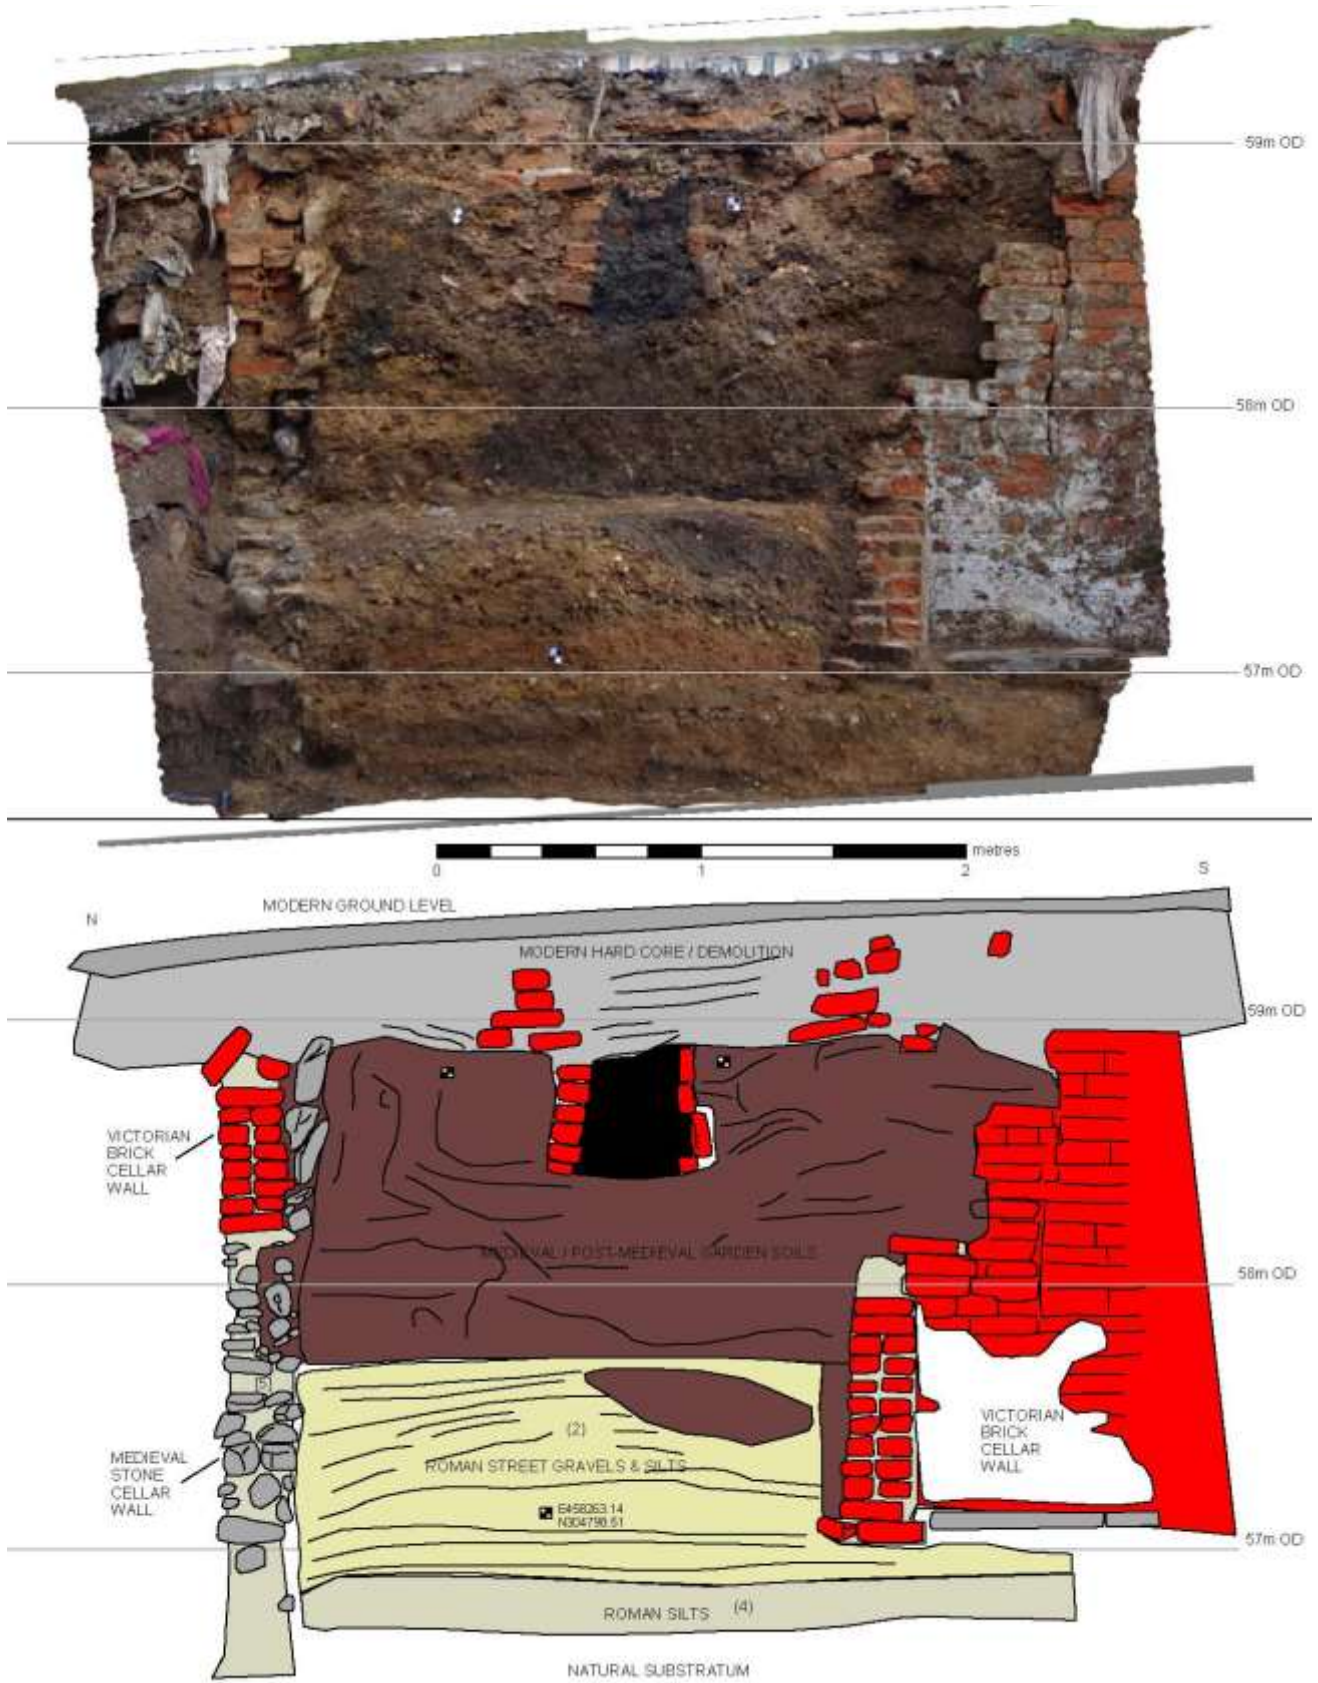 59m OD
58m OD
57m OD
metres
0
1
2
S
N
MODERN GROUND LEVEL
MODERN HARD CORE / DEMOLITION
59m OD
VICTORIAN
BRICK
CELLAR
WALL
MEDIEVAL / POST-MEDIEVAL GARDEN SOILS
58m OD
(5)
(2)
VICTORIAN
BRICK
CELLAR
WALL
MEDIEVAL
STONE
CELLAR
WALL
ROMAN STREET GRAVELS & SILTS
E458263.14
N304798.51
57m OD
ROMAN SILTS (4)
NATURAL SUBSTRATUM